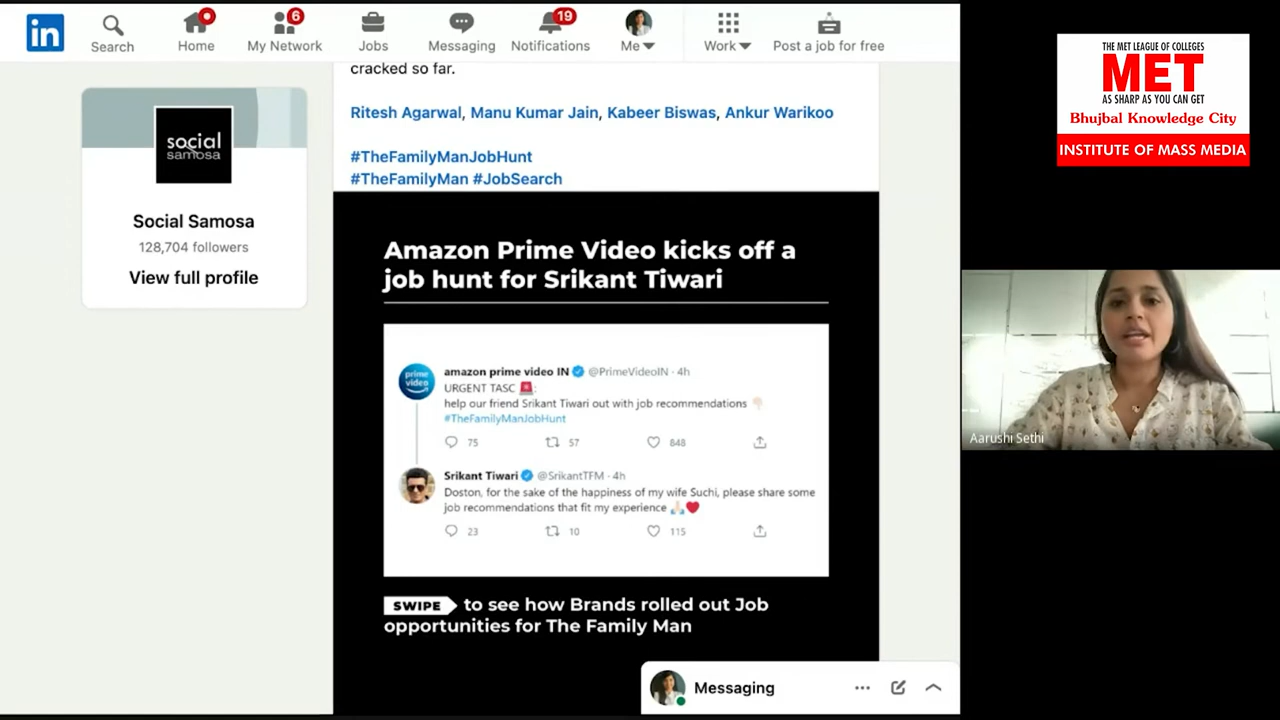 in
Search
Home
6
My Network
Jobs
Messaging
19
Notifications
Me
Work
Post a job for free
cracked so far.
Ritesh Agarwal, Manu Kumar Jain, Kabeer Biswas, Ankur Warikoo
#TheFamilyManJobHunt
#TheFamilyMan #JobSearch
social
samosa
Social Samosa
128,704 followers
View full profile
Amazon Prime Video kicks off a
job hunt for Srikant Tiwari
prime
video
amazon prime video IN @PrimeVideoIN · 4h
URGENT TASC 🚨:
help our friend Srikant Tiwari out with job recommendations 👇🏻
#TheFamilyManJobHunt
75 57 848
Srikant Tiwari @SrikantTFM · 4h
Doston, for the sake of the happiness of my wife Suchi, please share some
job recommendations that fit my experience 🙏🏻❤️
23 10 115
SWIPE to see how Brands rolled out Job
opportunities for The Family Man
Messaging
THE MET LEAGUE OF COLLEGES
MET
AS SHARP AS YOU CAN GET
Bhujbal Knowledge City
INSTITUTE OF MASS MEDIA
Aarushi Sethi